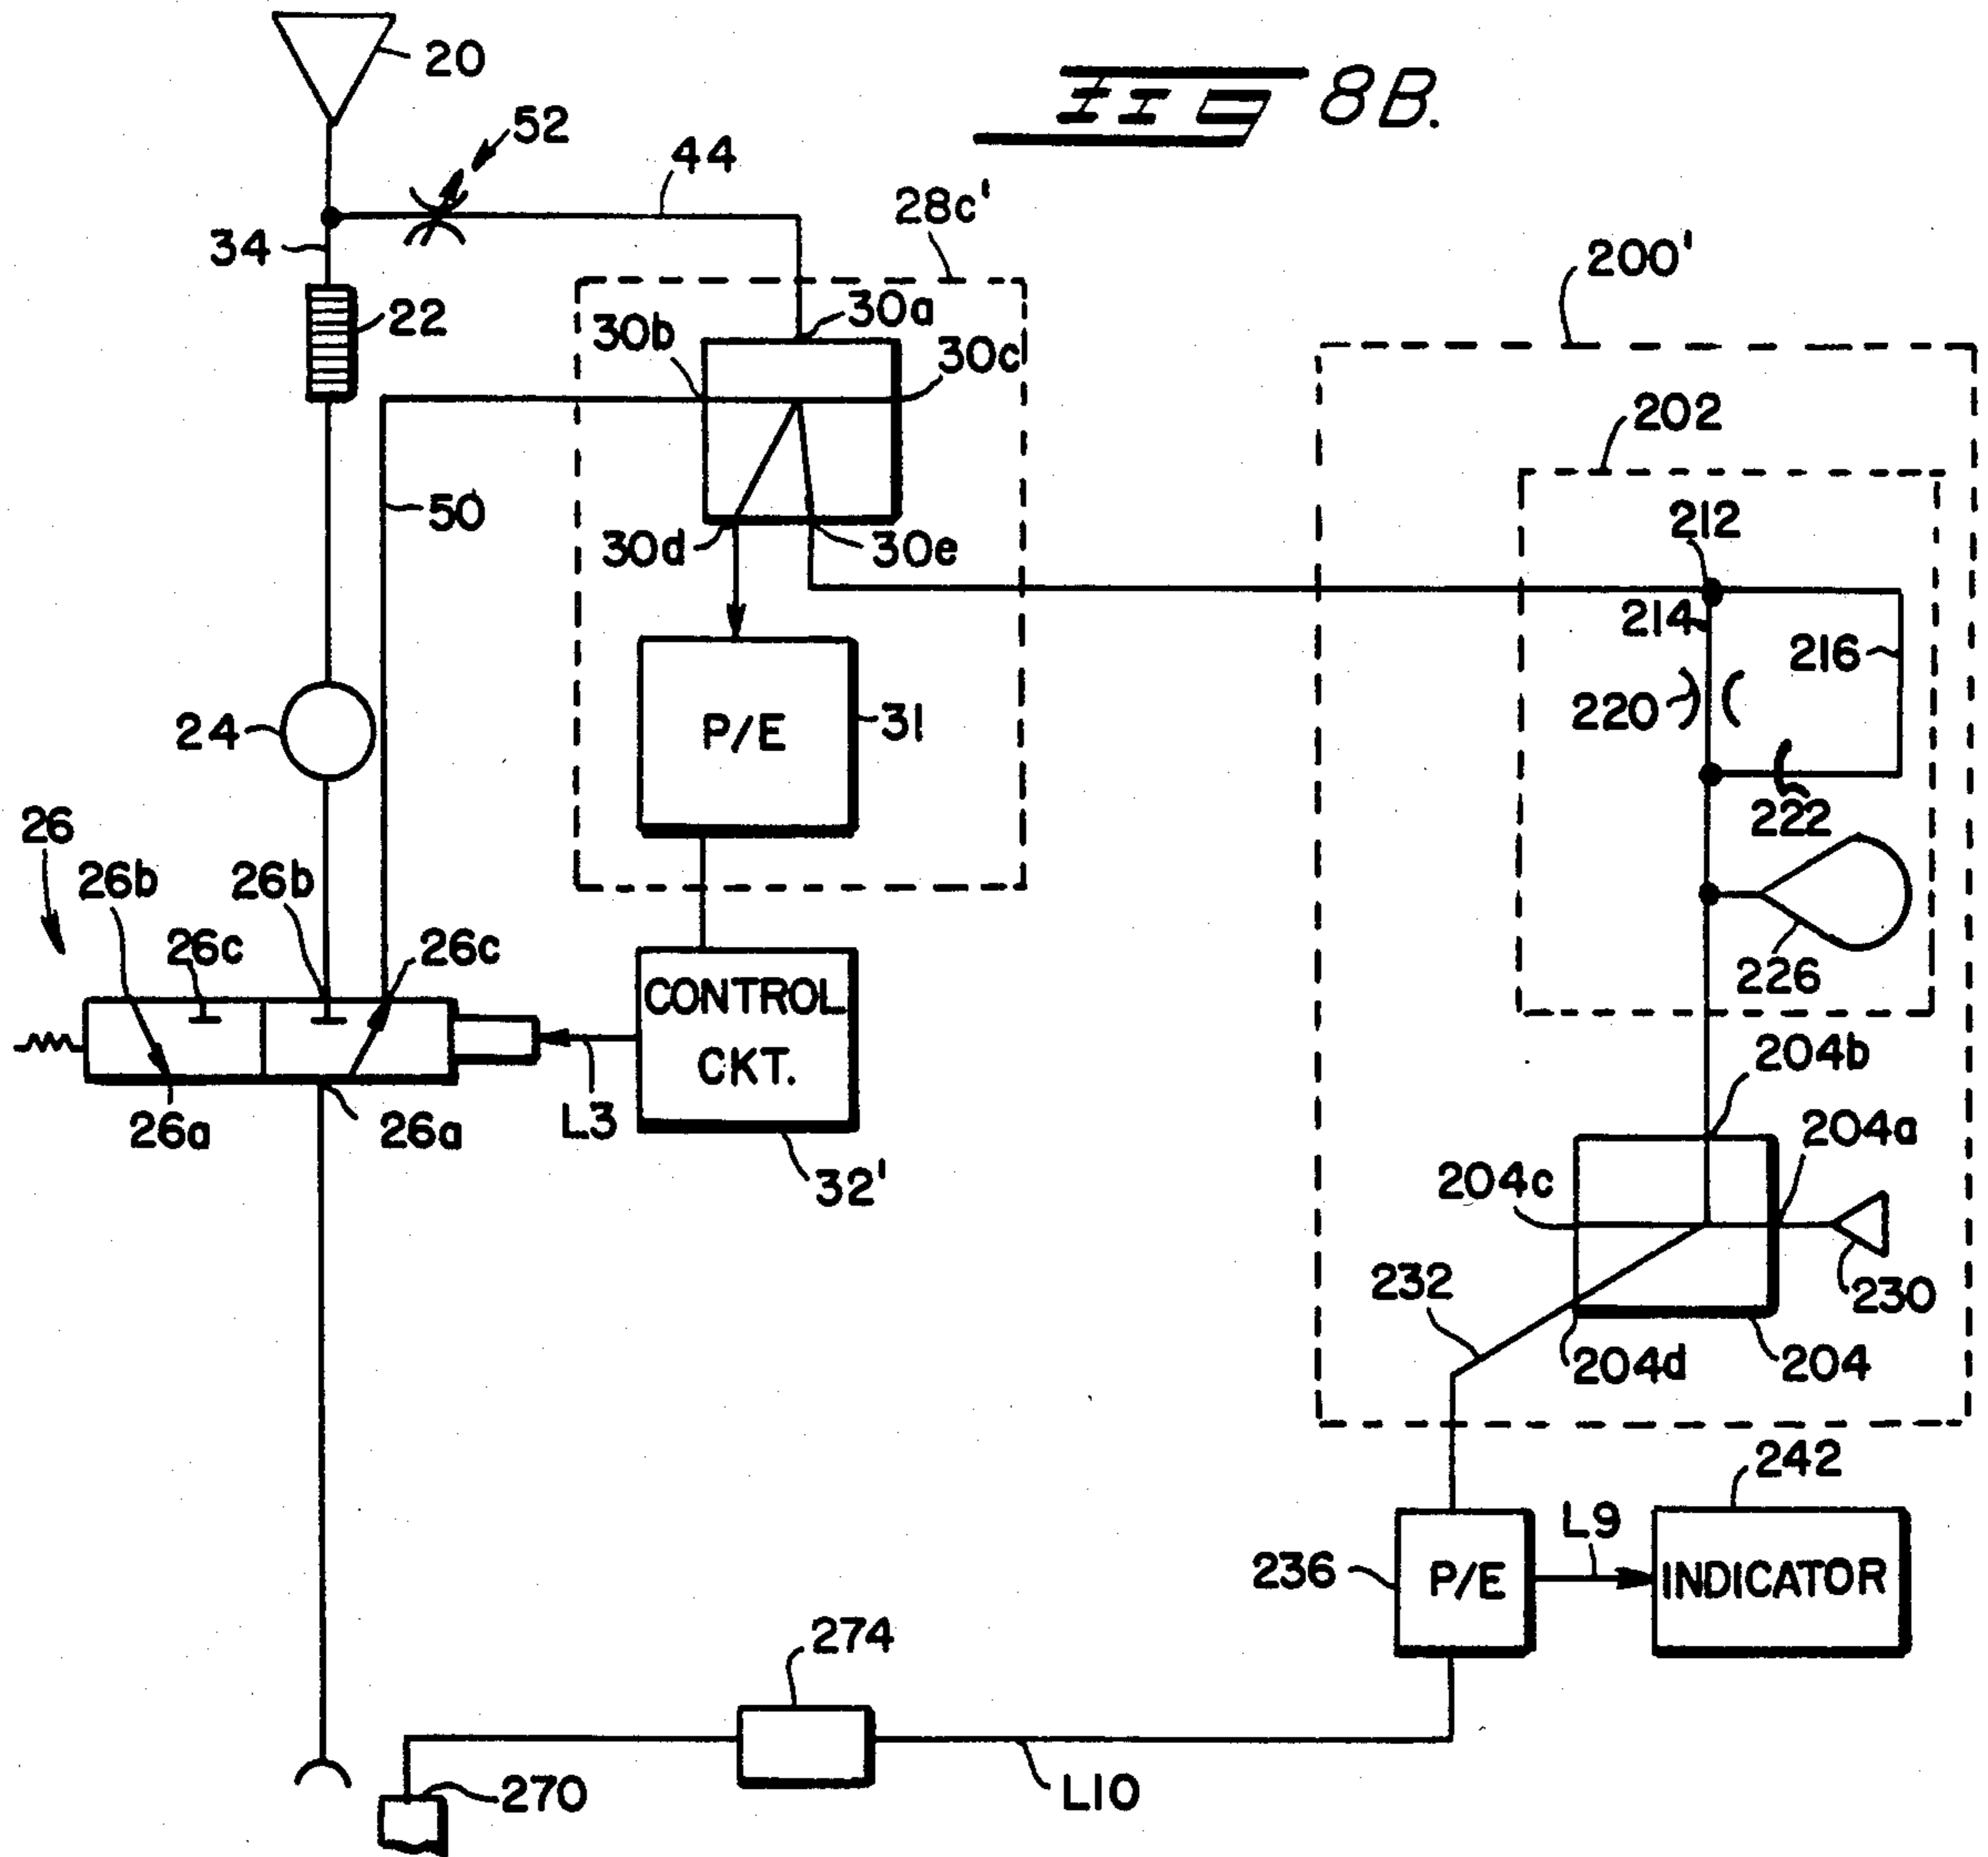 FIG 8B.
20
52
44
28c'
34
200'
22
30a
30b
30c
202
50
212
30d
30e
214
216
P/E
31
220
24
222
26
26b
26b
26c
26c
226
CONTROL
CKT.
204b
26a
26a
L3
204a
32'
204c
232
230
204d
204
242
L9
236
P/E
INDICATOR
274
270
L10